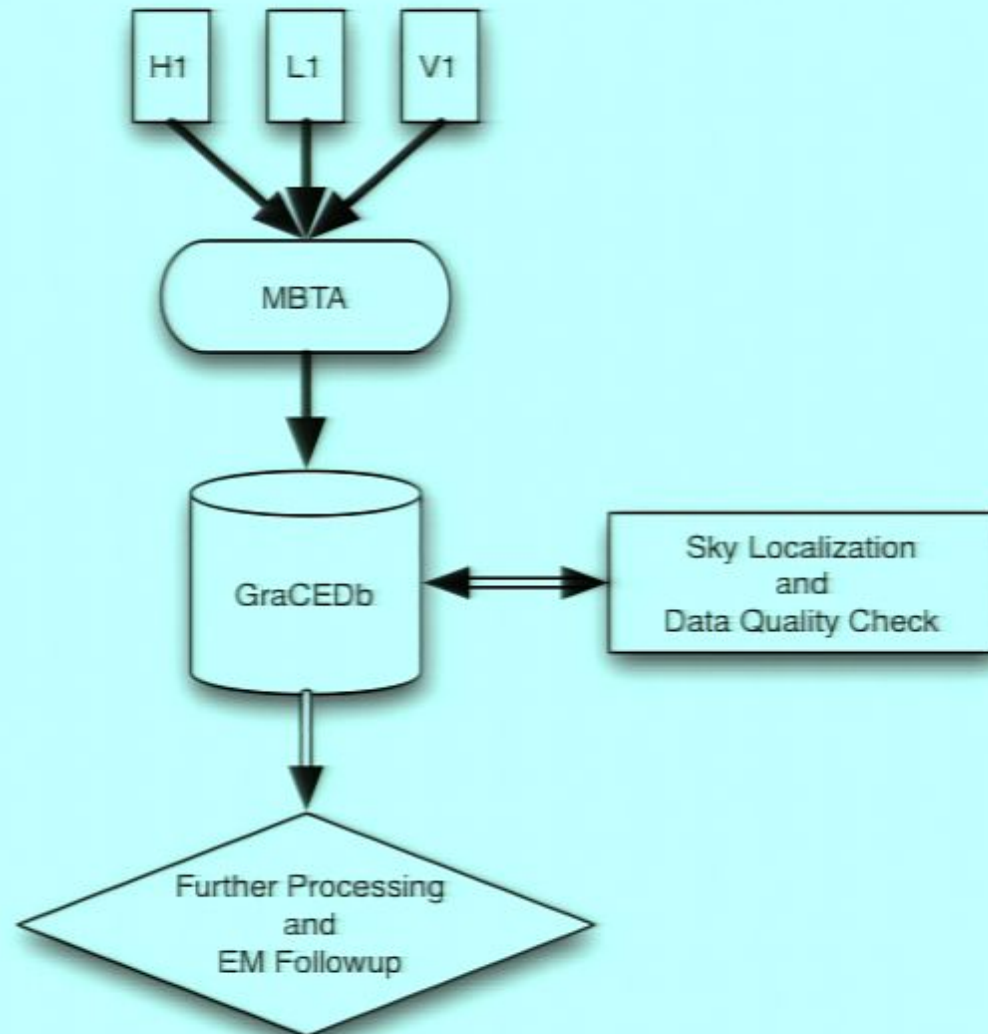 H1
L1
V1
MBTA
GraCEDb
Sky Localization
and
Data Quality Check
Further Processing
and
EM Followup